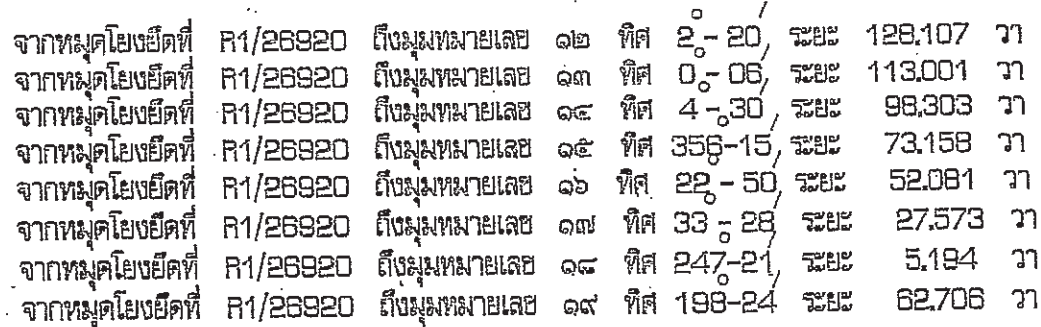 จากหมุดโยงยึดที่ R1/26920 ถึงมุมหมายเลข ๑๒ ทิศ 2°-20′ ระยะ 128.107 วา
จากหมุดโยงยึดที่ R1/26920 ถึงมุมหมายเลข ๑๓ ทิศ 0°-06′ ระยะ 113.001 วา
จากหมุดโยงยึดที่ R1/26920 ถึงมุมหมายเลข ๑๔ ทิศ 4°-30′ ระยะ 98.303 วา
จากหมุดโยงยึดที่ R1/26920 ถึงมุมหมายเลข ๑๕ ทิศ 356°-15′ ระยะ 73.158 วา
จากหมุดโยงยึดที่ R1/26920 ถึงมุมหมายเลข ๑๖ ทิศ 22°-50′ ระยะ 52.081 วา
จากหมุดโยงยึดที่ R1/26920 ถึงมุมหมายเลข ๑๗ ทิศ 33°-28′ ระยะ 27.573 วา
จากหมุดโยงยึดที่ R1/26920 ถึงมุมหมายเลข ๑๘ ทิศ 247°-21′ ระยะ 5.194 วา
จากหมุดโยงยึดที่ R1/26920 ถึงมุมหมายเลข ๑๙ ทิศ 198°-24′ ระยะ 62.706 วา